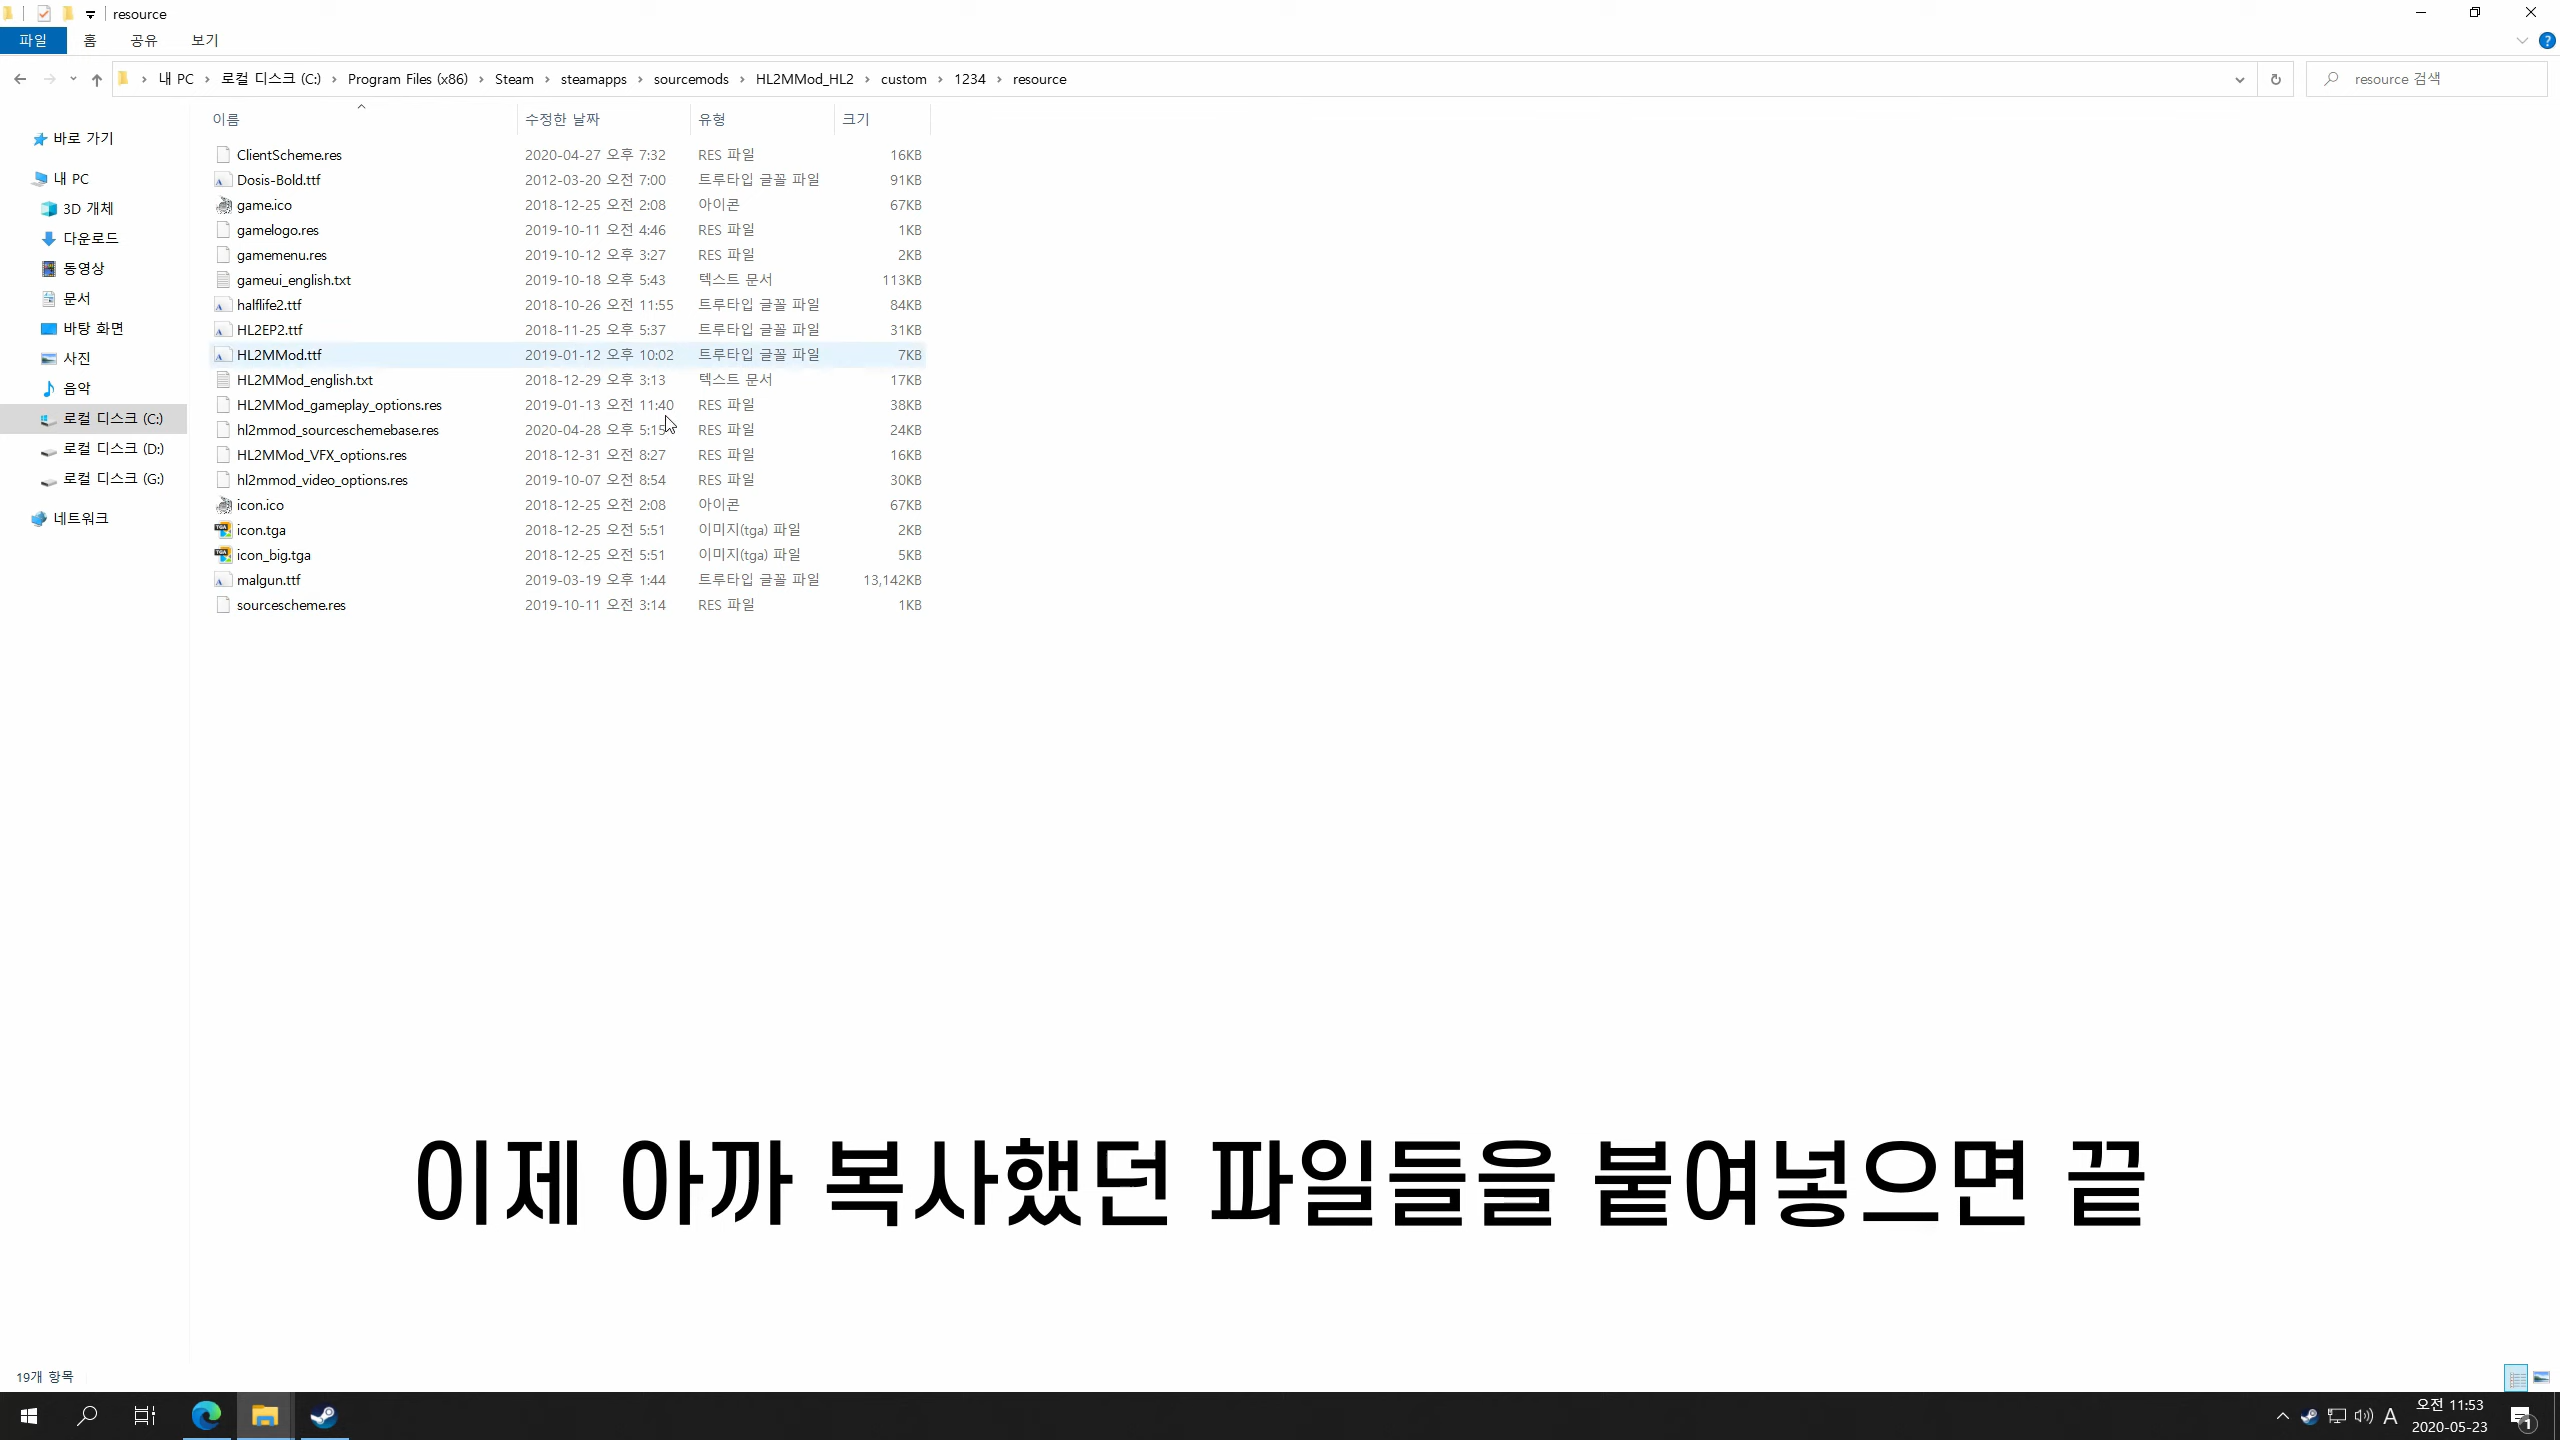 resource
파일 홈 공유 보기
내 PC › 로컬 디스크 (C:) › Program Files (x86) › Steam › steamapps › sourcemods › HL2MMod_HL2 › custom › 1234 › resource
resource 검색
바로 가기
내 PC
3D 개체
다운로드
동영상
문서
바탕 화면
사진
음악
로컬 디스크 (C:)
로컬 디스크 (D:)
로컬 디스크 (G:)
네트워크
이름 수정한 날짜 유형 크기
ClientScheme.res 2020-04-27 오후 7:32 RES 파일 16KB
Dosis-Bold.ttf 2012-03-20 오전 7:00 트루타입 글꼴 파일 91KB
game.ico 2018-12-25 오전 2:08 아이콘 67KB
gamelogo.res 2019-10-11 오전 4:46 RES 파일 1KB
gamemenu.res 2019-10-12 오후 3:27 RES 파일 2KB
gameui_english.txt 2019-10-18 오후 5:43 텍스트 문서 113KB
halflife2.ttf 2018-10-26 오전 11:55 트루타입 글꼴 파일 84KB
HL2EP2.ttf 2018-11-25 오후 5:37 트루타입 글꼴 파일 31KB
HL2MMod.ttf 2019-01-12 오후 10:02 트루타입 글꼴 파일 7KB
HL2MMod_english.txt 2018-12-29 오후 3:13 텍스트 문서 17KB
HL2MMod_gameplay_options.res 2019-01-13 오전 11:40 RES 파일 38KB
hl2mmod_sourceschemebase.res 2020-04-28 오후 5:15 RES 파일 24KB
HL2MMod_VFX_options.res 2018-12-31 오전 8:27 RES 파일 16KB
hl2mmod_video_options.res 2019-10-07 오전 8:54 RES 파일 30KB
icon.ico 2018-12-25 오전 2:08 아이콘 67KB
icon.tga 2018-12-25 오전 5:51 이미지(tga) 파일 2KB
icon_big.tga 2018-12-25 오전 5:51 이미지(tga) 파일 5KB
malgun.ttf 2019-03-19 오후 1:44 트루타입 글꼴 파일 13,142KB
sourcescheme.res 2019-10-11 오전 3:14 RES 파일 1KB
이제 아까 복사했던 파일들을 붙여넣으면 끝
19개 항목
A
오전 11:53
2020-05-23
1